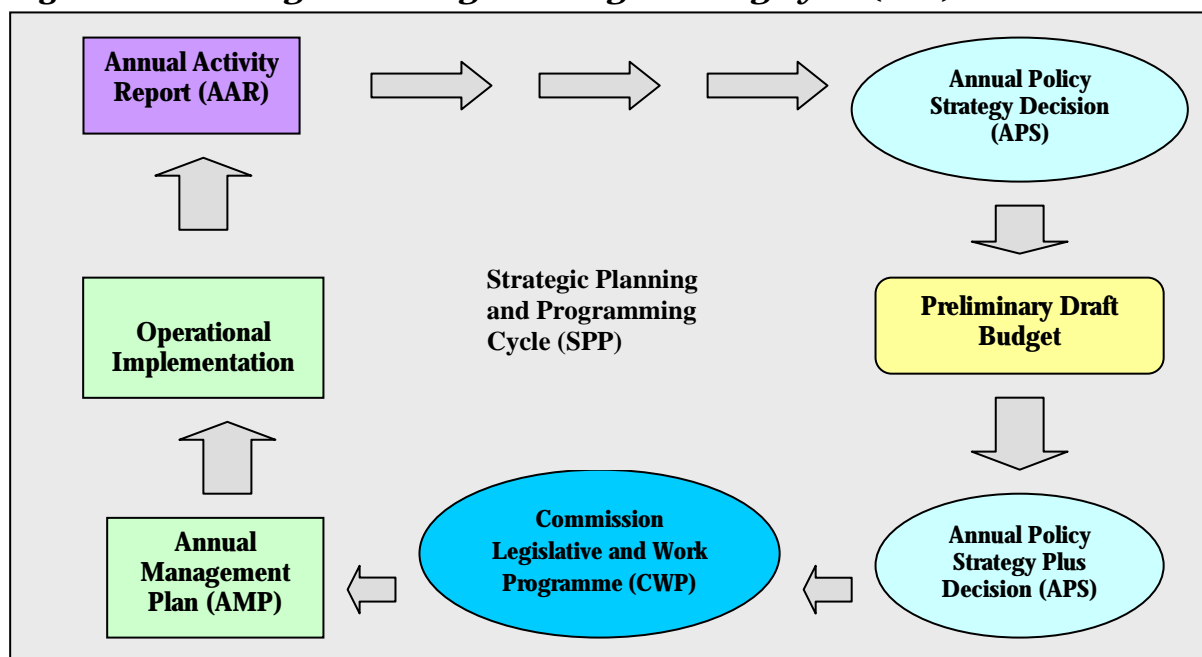 Annual Activity
Report (AAR)
Annual Policy
Strategy Decision
(APS)
Strategic Planning
and Programming
Cycle (SPP)
Preliminary Draft
Budget
Operational
Implementation
Annual
Management
Plan (AMP)
Commission
Legislative and Work
Programme (CWP)
Annual Policy
Strategy Plus
Decision (APS)